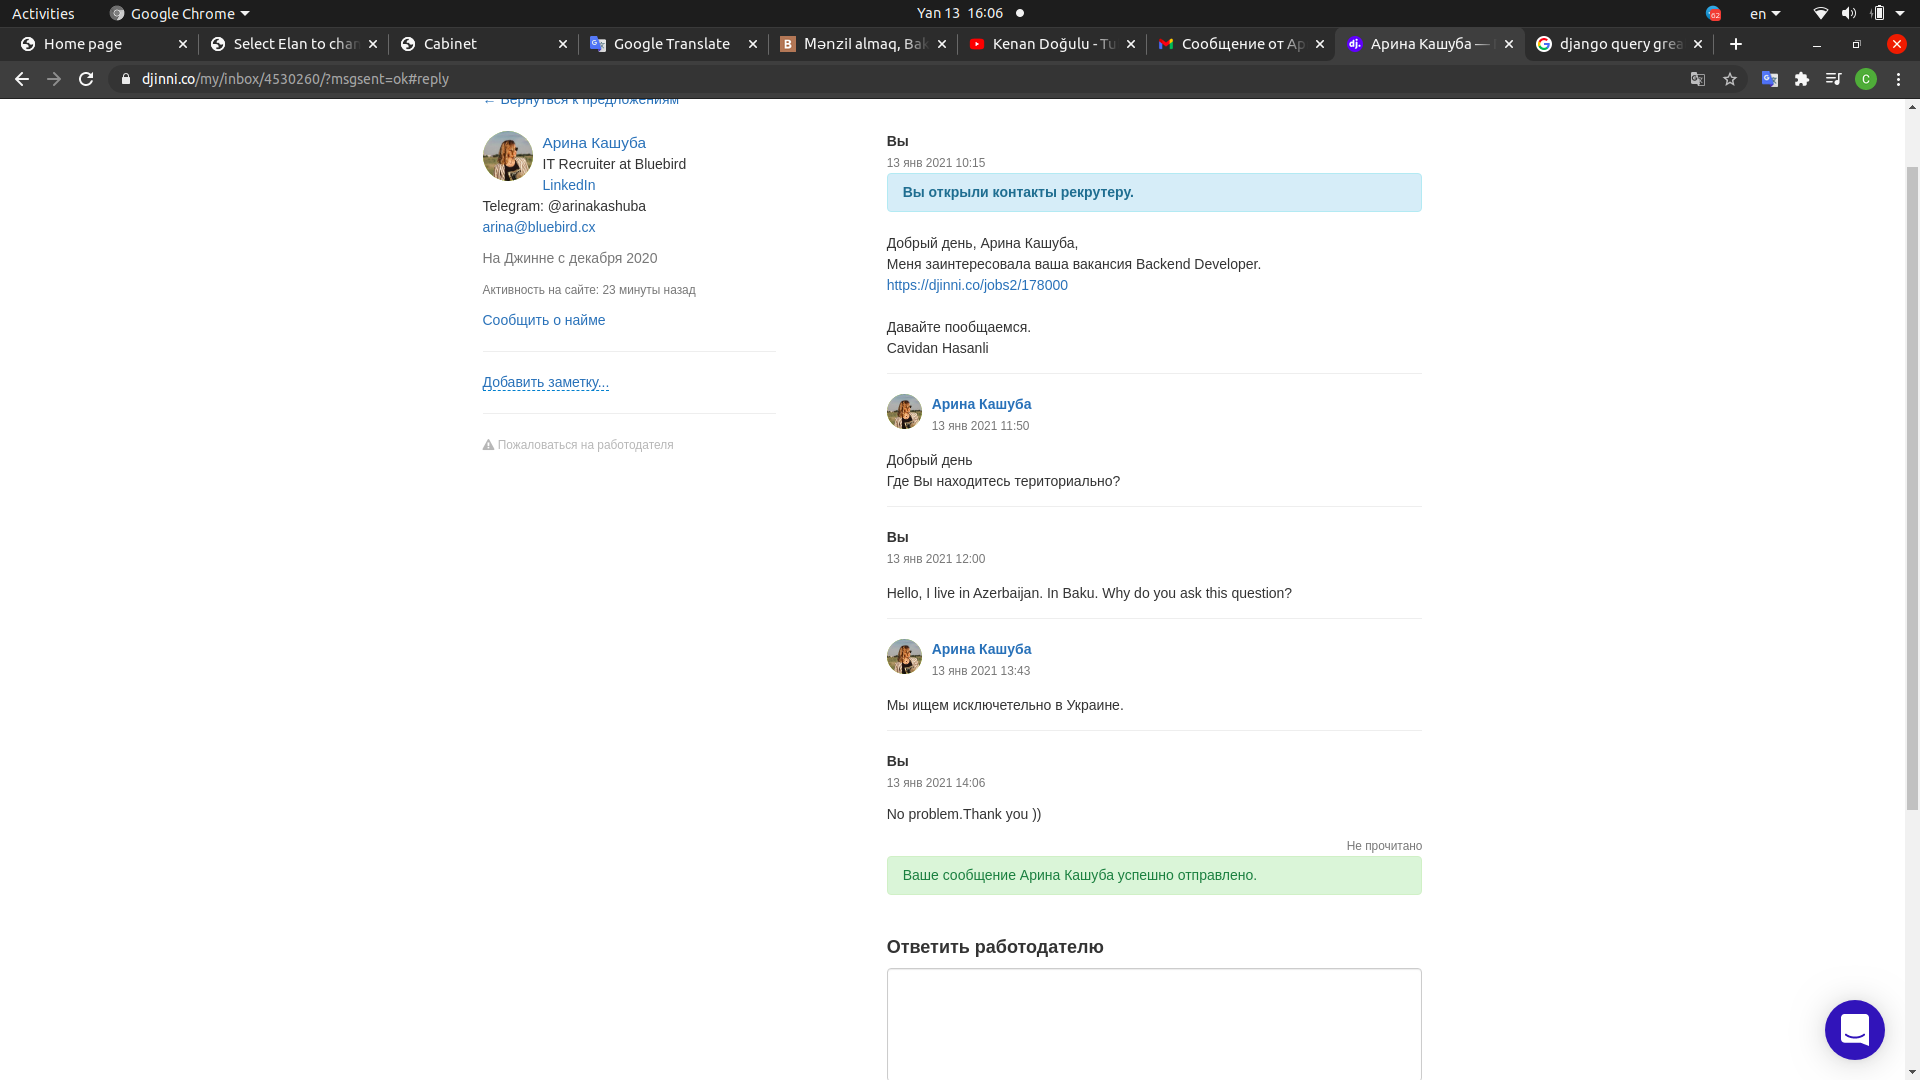 Activities
Google Chrome
Yan 13 16:06
62
en
Home page
Select Elan to chan
Cabinet
Google Translate
Mənzil almaq, Bak
Kenan Doğulu - Tu
Сообщение от Ар
Арина Кашуба —
django query grea
djinni.co/my/inbox/4530260/?msgsent=ok#reply
C
← Вернуться к предложениям
Арина Кашуба
IT Recruiter at Bluebird
LinkedIn
Telegram: @arinakashuba
arina@bluebird.cx
На Джинне с декабря 2020
Активность на сайте: 23 минуты назад
Сообщить о найме
Добавить заметку...
Пожаловаться на работодателя
Вы
13 янв 2021 10:15
Вы открыли контакты рекрутеру.
Добрый день, Арина Кашуба,
Меня заинтересовала ваша вакансия Backend Developer.
https://djinni.co/jobs2/178000
Давайте пообщаемся.
Cavidan Hasanli
Арина Кашуба
13 янв 2021 11:50
Добрый день
Где Вы находитесь териториально?
Вы
13 янв 2021 12:00
Hello, I live in Azerbaijan. In Baku. Why do you ask this question?
Арина Кашуба
13 янв 2021 13:43
Мы ищем исключетельно в Украине.
Вы
13 янв 2021 14:06
No problem.Thank you ))
Не прочитано
Ваше сообщение Арина Кашуба успешно отправлено.
Ответить работодателю